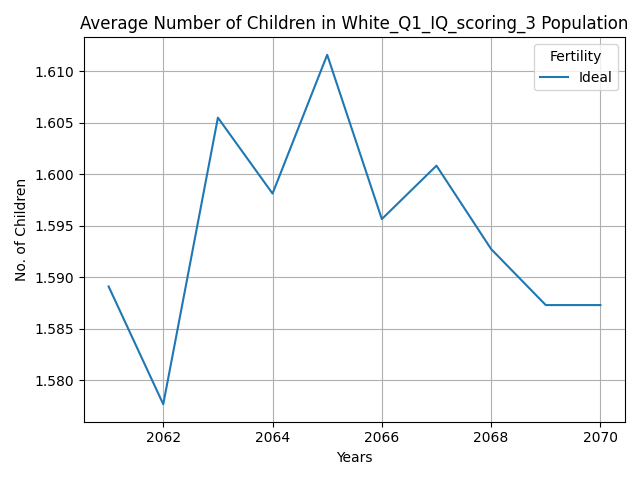 Average Number of Children in White_Q1_IQ_scoring_3 Population
Fertility
Ideal
1.610
1.605
1.600
1.595
1.590
1.585
1.580
No. of Children
2062
2064
2066
2068
2070
Years